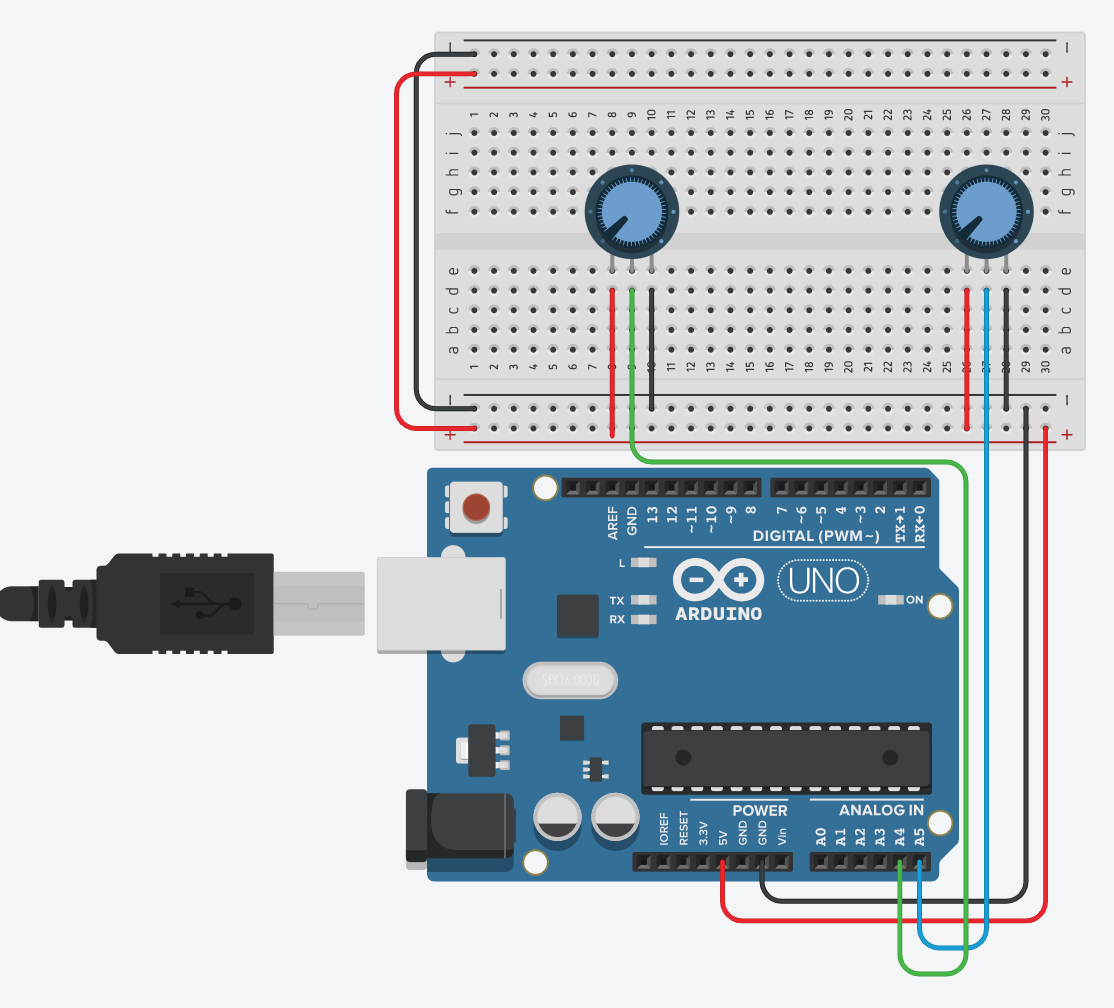 − −
+ +
1 2 3 4 5 6 7 8 9 10 11 12 13 14 15 16 17 18 19 20 21 22 23 24 25 26 27 28 29 30
j j
i i
h h
g g
f f
e e
d d
c c
b b
a a
1 2 3 4 5 6 7 8 9 10 11 12 13 14 15 16 17 18 19 20 21 22 23 24 25 26 27 28 29 30
− −
+ +
AREF GND 13 12 ~11 ~10 ~9 8 7 ~6 ~5 4 ~3 2 TX→1 RX←0
DIGITAL (PWM~)
L
TX
RX
ARDUINO
UNO
ON
SPK16.000G
POWER
ANALOG IN
IOREF RESET 3.3V 5V GND GND Vin A0 A1 A2 A3 A4 A5